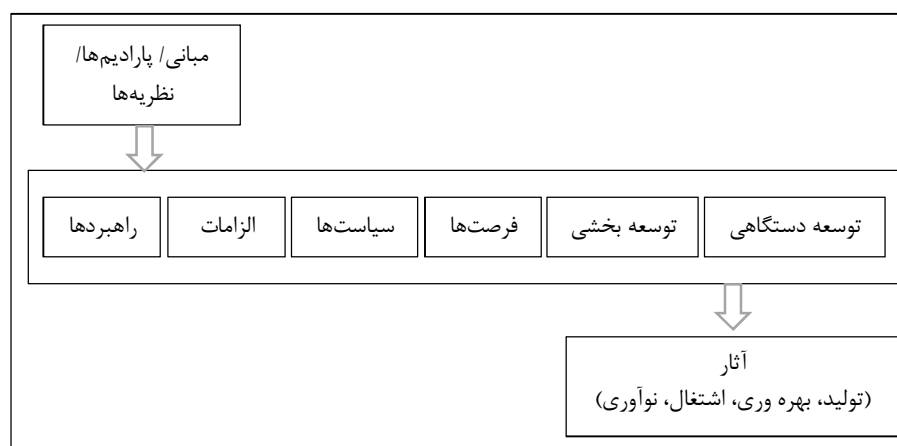 مبانی/ پارادیم‌ها/
نظریه‌ها
توسعه دستگاهی
توسعه بخشی
فرصت‌ها
سیاست‌ها
الزامات
راهبردها
آثار
(تولید، بهره وری، اشتغال، نوآوری)